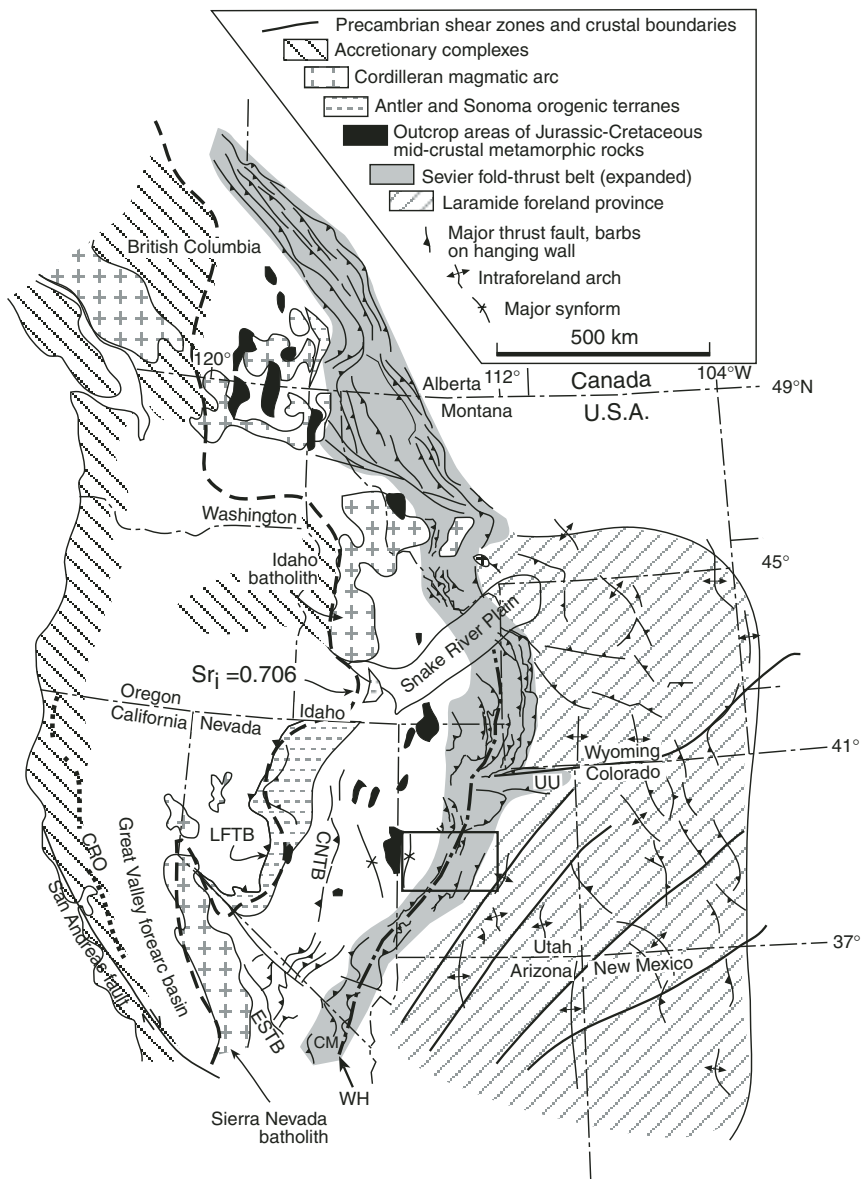 Precambrian shear zones and crustal boundaries
Accretionary complexes
Cordilleran magmatic arc
Antler and Sonoma orogenic terranes
Outcrop areas of Jurassic-Cretaceous
mid-crustal metamorphic rocks
Sevier fold-thrust belt (expanded)
Laramide foreland province
Major thrust fault, barbs
on hanging wall
Intraforeland arch
Major synform
500 km
British Columbia
120°
Alberta
112°
Canada
104°W
49°N
Montana
U.S.A.
Washington
Idaho
batholith
45°
Snake River Plain
Sri =0.706
Oregon
California
Nevada
Idaho
Wyoming
Colorado
41°
UU
LFTB
CNTB
CRO
Great Valley forearc basin
San Andreas fault
Utah
Arizona
New Mexico
37°
ESTB
CM
WH
Sierra Nevada
batholith